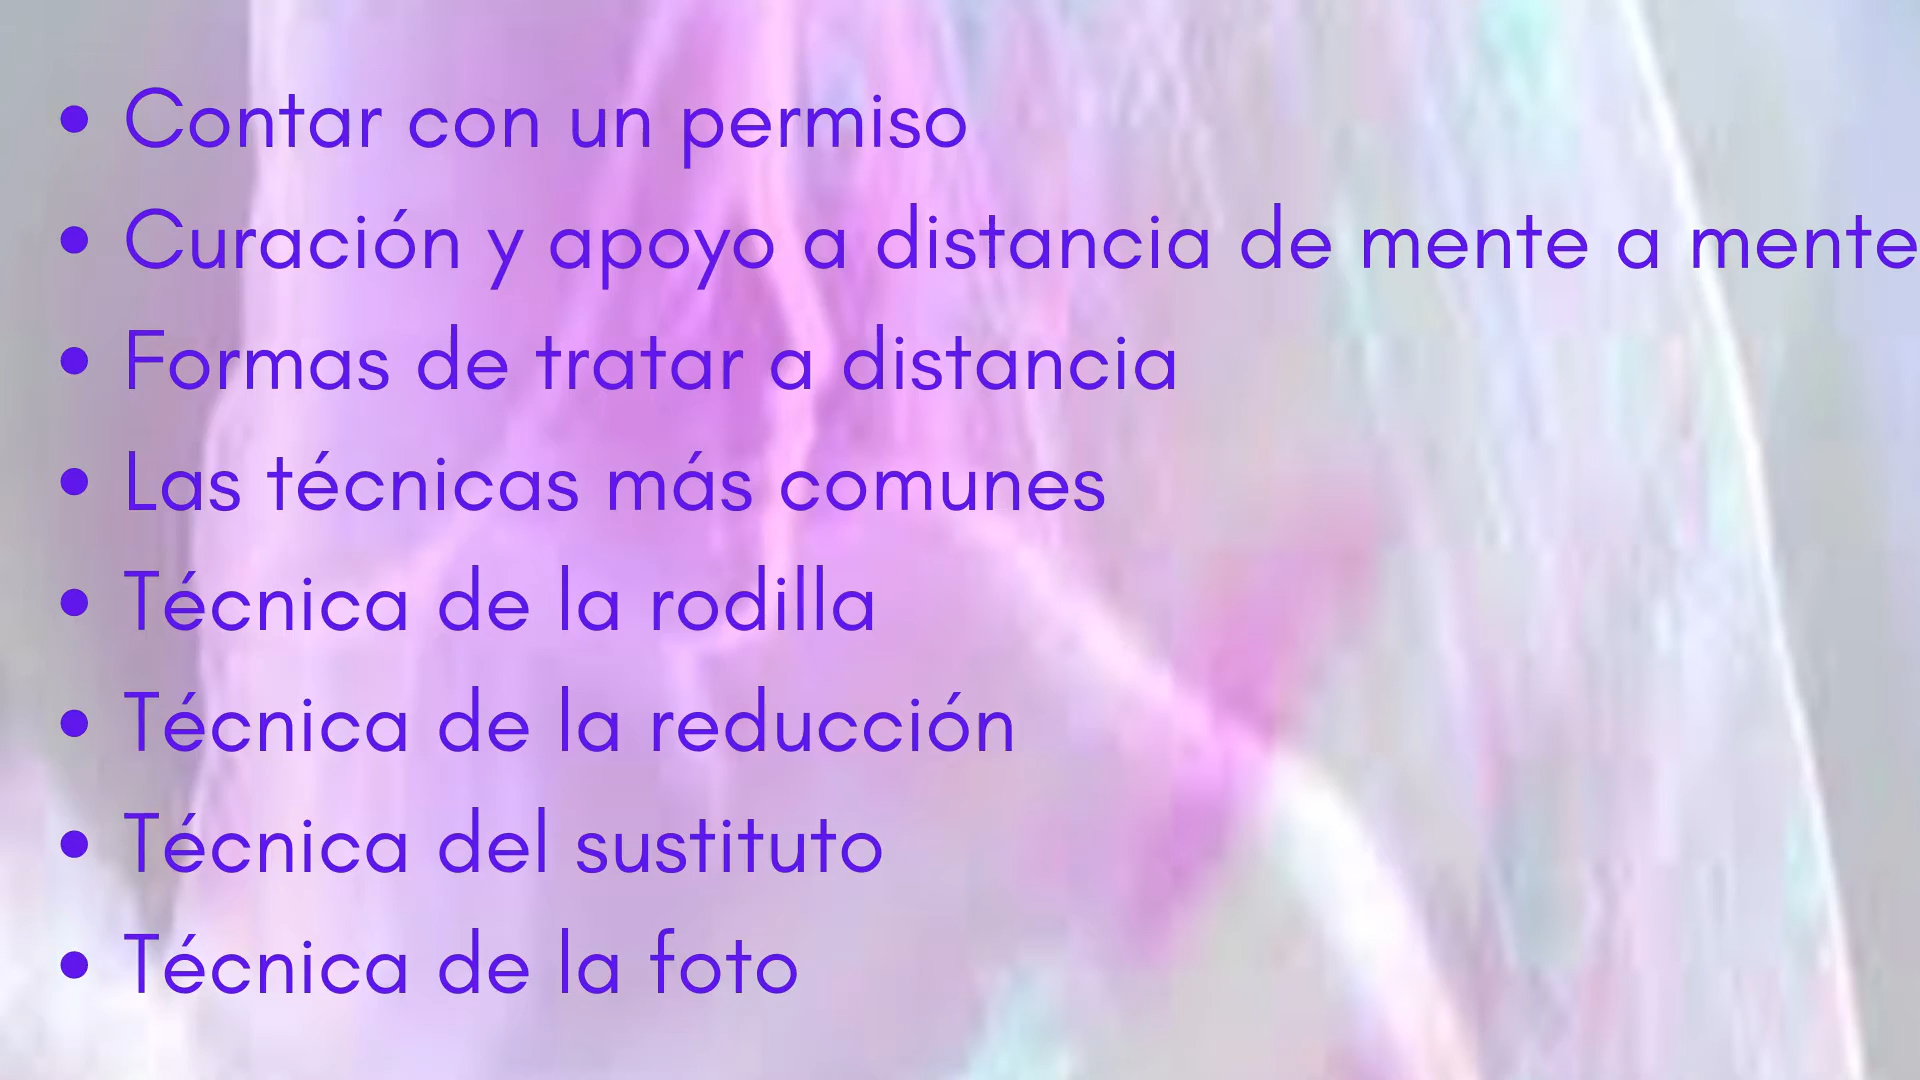 • Contar con un permiso
• Curación y apoyo a distancia de mente a mente
• Formas de tratar a distancia
• Las técnicas más comunes
• Técnica de la rodilla
• Técnica de la reducción
• Técnica del sustituto
• Técnica de la foto